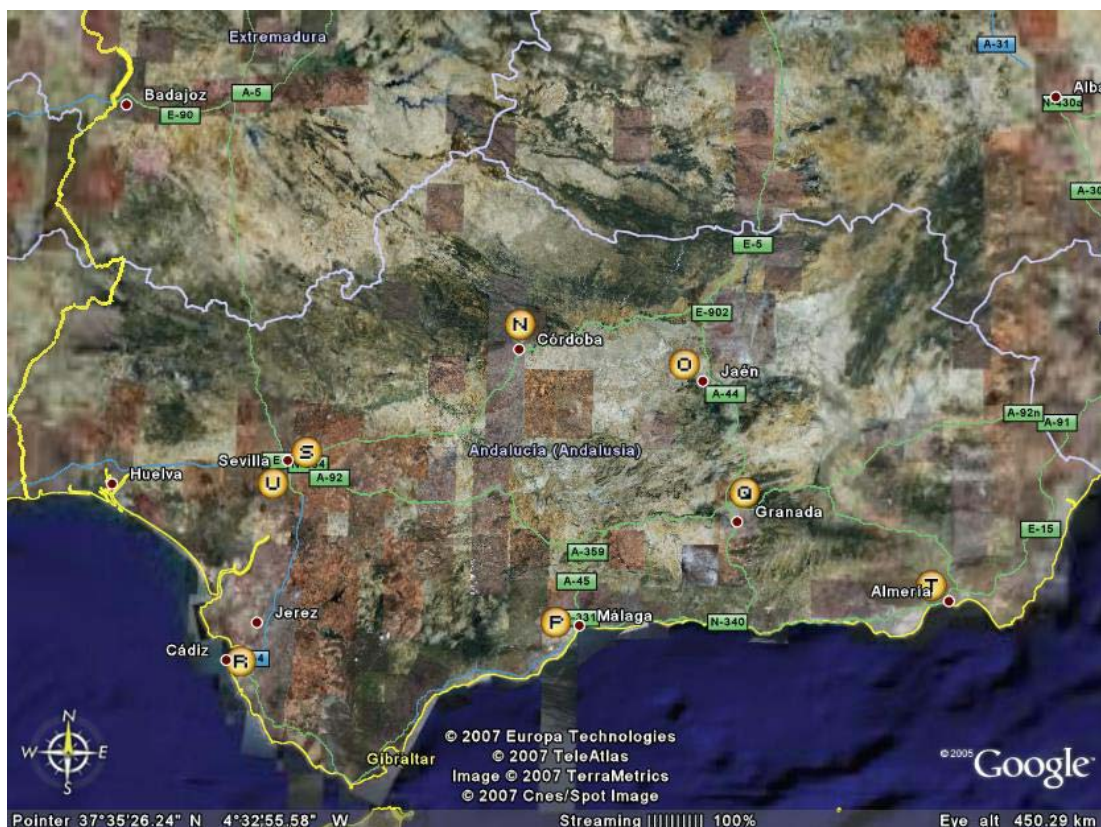 Extremadura
A-31
Badajoz
A-5
Alba
N-430a
E-90
A-30
E-5
E-902
N
Córdoba
O
Jaén
A-44
A-92n
A-91
Andalucía (Andalusia)
S
Sevilla
E
A-92
Huelva
U
Q
Granada
E-15
A-359
A-45
T
Almería
P
331
Málaga
N-340
Jerez
Cádiz
R
4
N
W E
S
Gibraltar
© 2007 Europa Technologies
© 2007 TeleAtlas
Image © 2007 TerraMetrics
© 2007 Cnes/Spot Image
© 2005 Google
Pointer 37°35'26.24" N 4°32'55.58" W Streaming |||||||||| 100% Eye alt 450.29 km